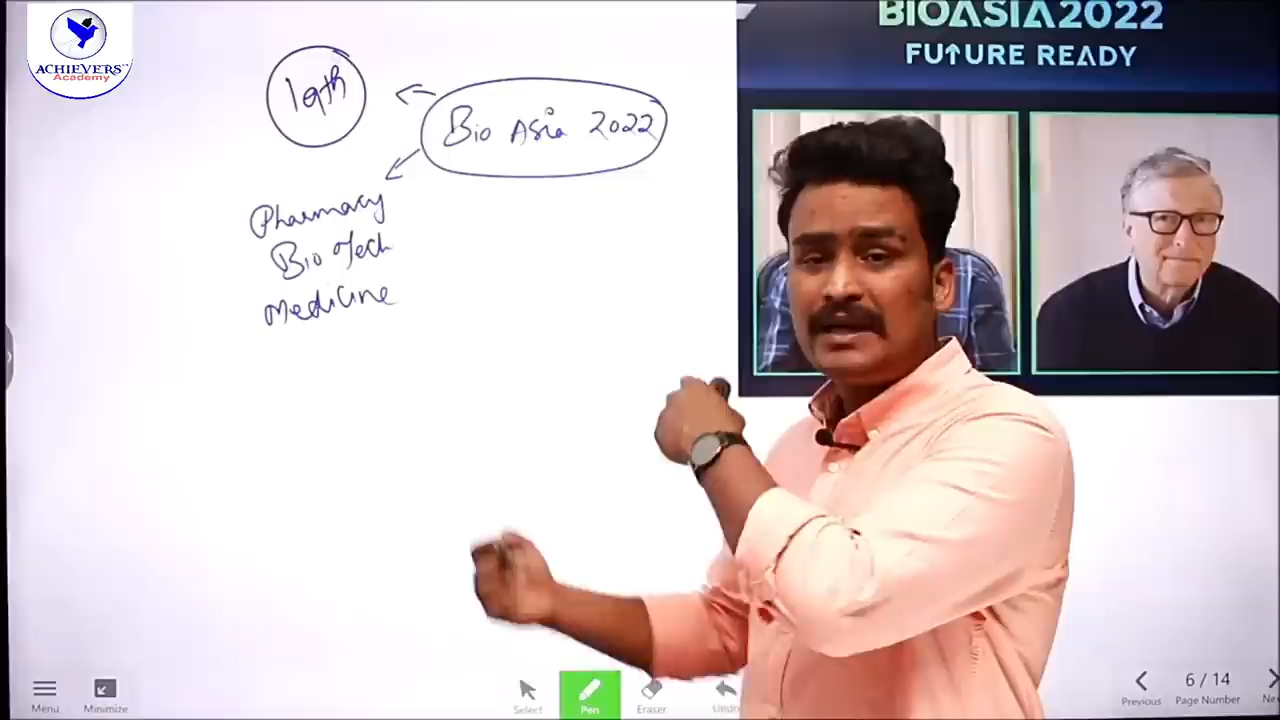 ACHIEVERS
Academy
19th
Bio Asia 2022
Pharmacy
Bio Tech
Medicine
BIOASIA2022
FUTURE READY
Menu
Minimize
Select
Pen
Eraser
Undo
Previous
6 / 14
Page Number